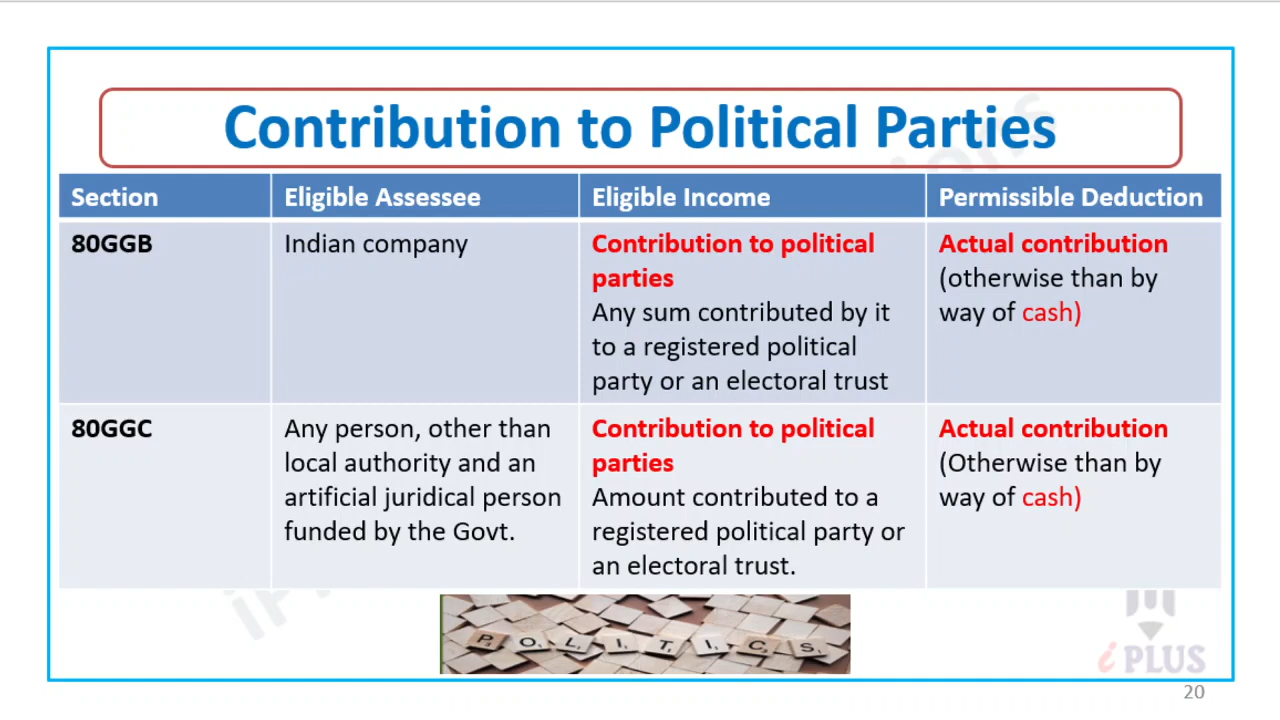 Contribution to Political Parties
Section
Eligible Assessee
Eligible Income
Permissible Deduction
80GGB
Indian company
Contribution to political
parties
Any sum contributed by it
to a registered political
party or an electoral trust
Actual contribution
(otherwise than by
way of cash)
80GGC
Any person, other than
local authority and an
artificial juridical person
funded by the Govt.
Contribution to political
parties
Amount contributed to a
registered political party or
an electoral trust.
Actual contribution
(Otherwise than by
way of cash)
POLITICS
i PLUS
20